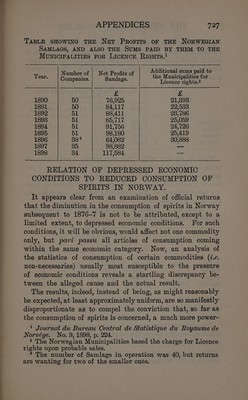 APPENDICES 727
TABLE SHOWING THE NET PROFITS OF THE NORWEGIAN
SAMLAGS, AND ALSO THE SUMS PAID BY THEM TO THE
MUNICIPALITIES FOR LICENCE RIGHTS.¹
Year. Number of Companies. Net Profits of Samlags. Additional sums paid to the Municipalities for Licence rights.²
£ £
1890 50 76,925 21,393
1891 50 84,117 22,533
1892 51 88,411 23,786
1893 51 85,717 25,059
1894 51 91,750 24,726
1895 51 98,180 25,419
1896 38³ 144,082 30,888
1897 35 98,882 —
1898 34 117,584 —
RELATION OF DEPRESSED ECONOMIC
CONDITIONS TO REDUCED CONSUMPTION OF
SPIRITS IN NORWAY.
It appears clear from an examination of official returns
that the diminution in the consumption of spirits in Norway
subsequent to 1876-7 is not to be attributed, except to a
limited extent, to depressed economic conditions. For such
conditions, it will be obvious, would affect not one commodity
only, but pari passu all articles of consumption coming
within the same economic category. Now, an analysis of
the statistics of consumption of certain commodities (i.e.
non-necessaries) usually most susceptible to the pressure
of economic conditions reveals a startling discrepancy be-
tween the alleged cause and the actual result.
The results, indeed, instead of being, as might reasonably
be expected, at least approximately uniform, are so manifestly
disproportionate as to compel the conviction that, so far as
the consumption of spirits is concerned, a much more power-
¹ Journal du Bureau Central de Statistique du Royaume de
Norvége. No. 9, 1898, p. 224.
² The Norwegian Municipalities based the charge for Licence
rights upon probable sales.
³ The number of Samlags in operation was 40, but returns
are wanting for two of the smaller ones.